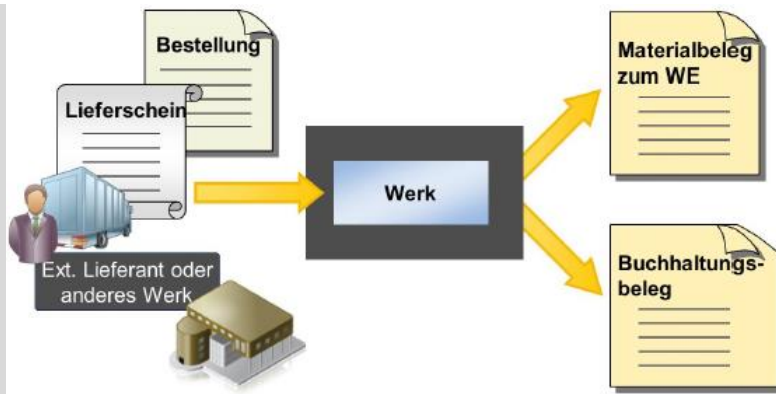 Bestellung
Lieferschein
Ext. Lieferant oder
anderes Werk
Werk
Materialbeleg
zum WE
Buchhaltungs-
beleg